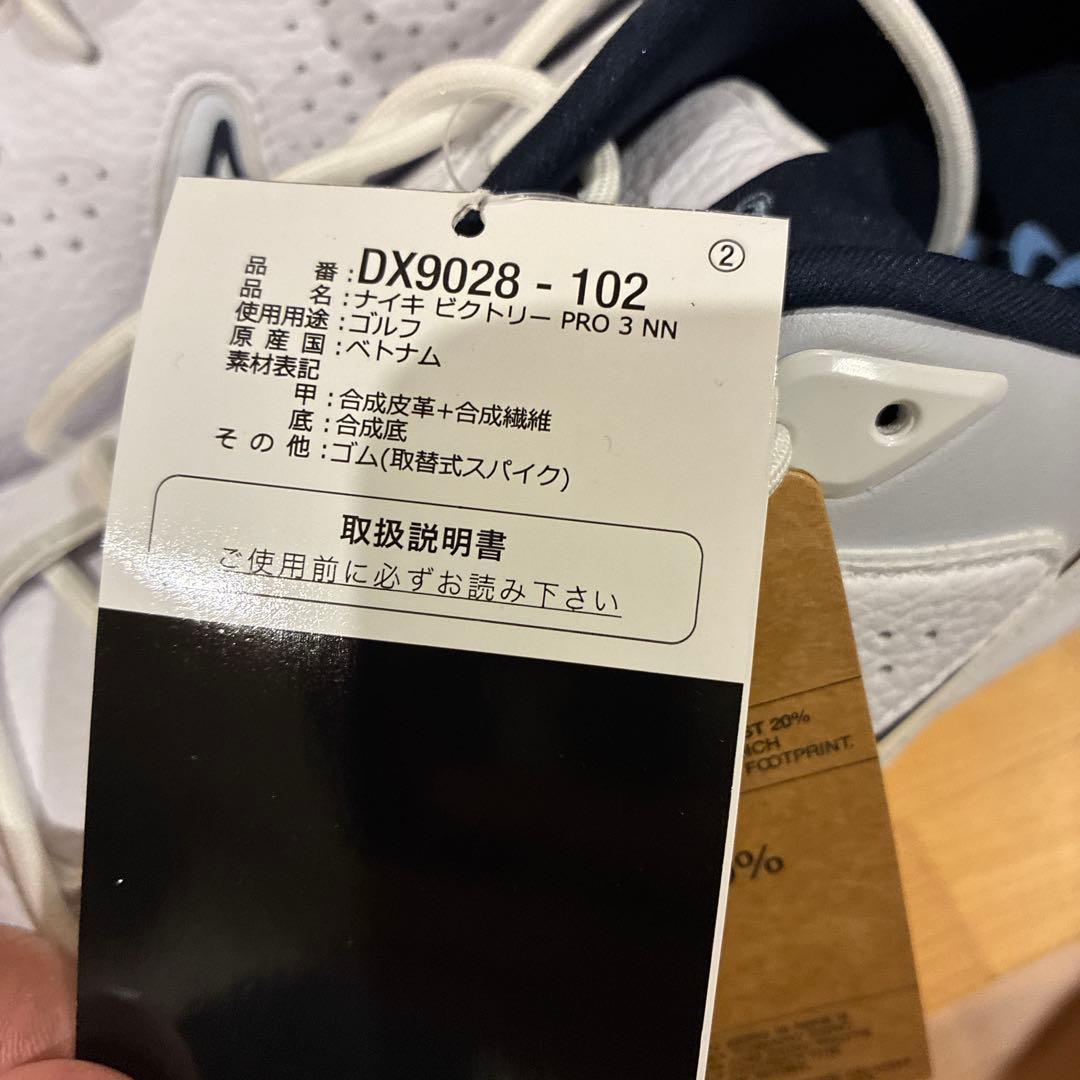 ②
品番:DX9028 - 102
品名:ナイキ ビクトリー PRO 3 NN
使用用途:ゴルフ
原産国:ベトナム
素材表記
甲:合成皮革+合成繊維
底:合成底
その他:ゴム(取替式スパイク)
取扱説明書
ご使用前に必ずお読み下さい
20%
FOOTPRINT.
%